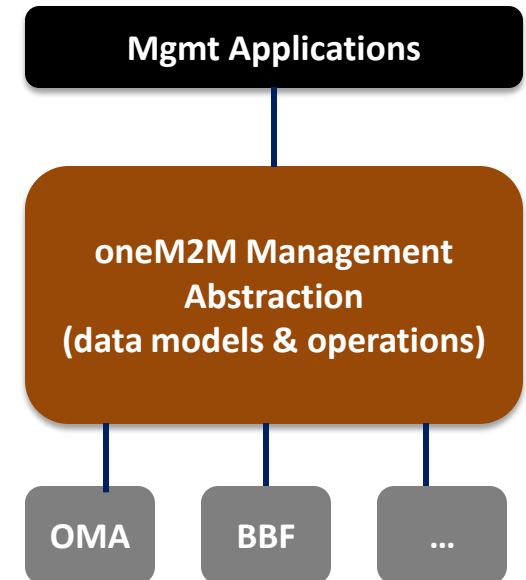 Mgmt Applications
oneM2M Management
Abstraction
(data models & operations)
OMA
BBF
...